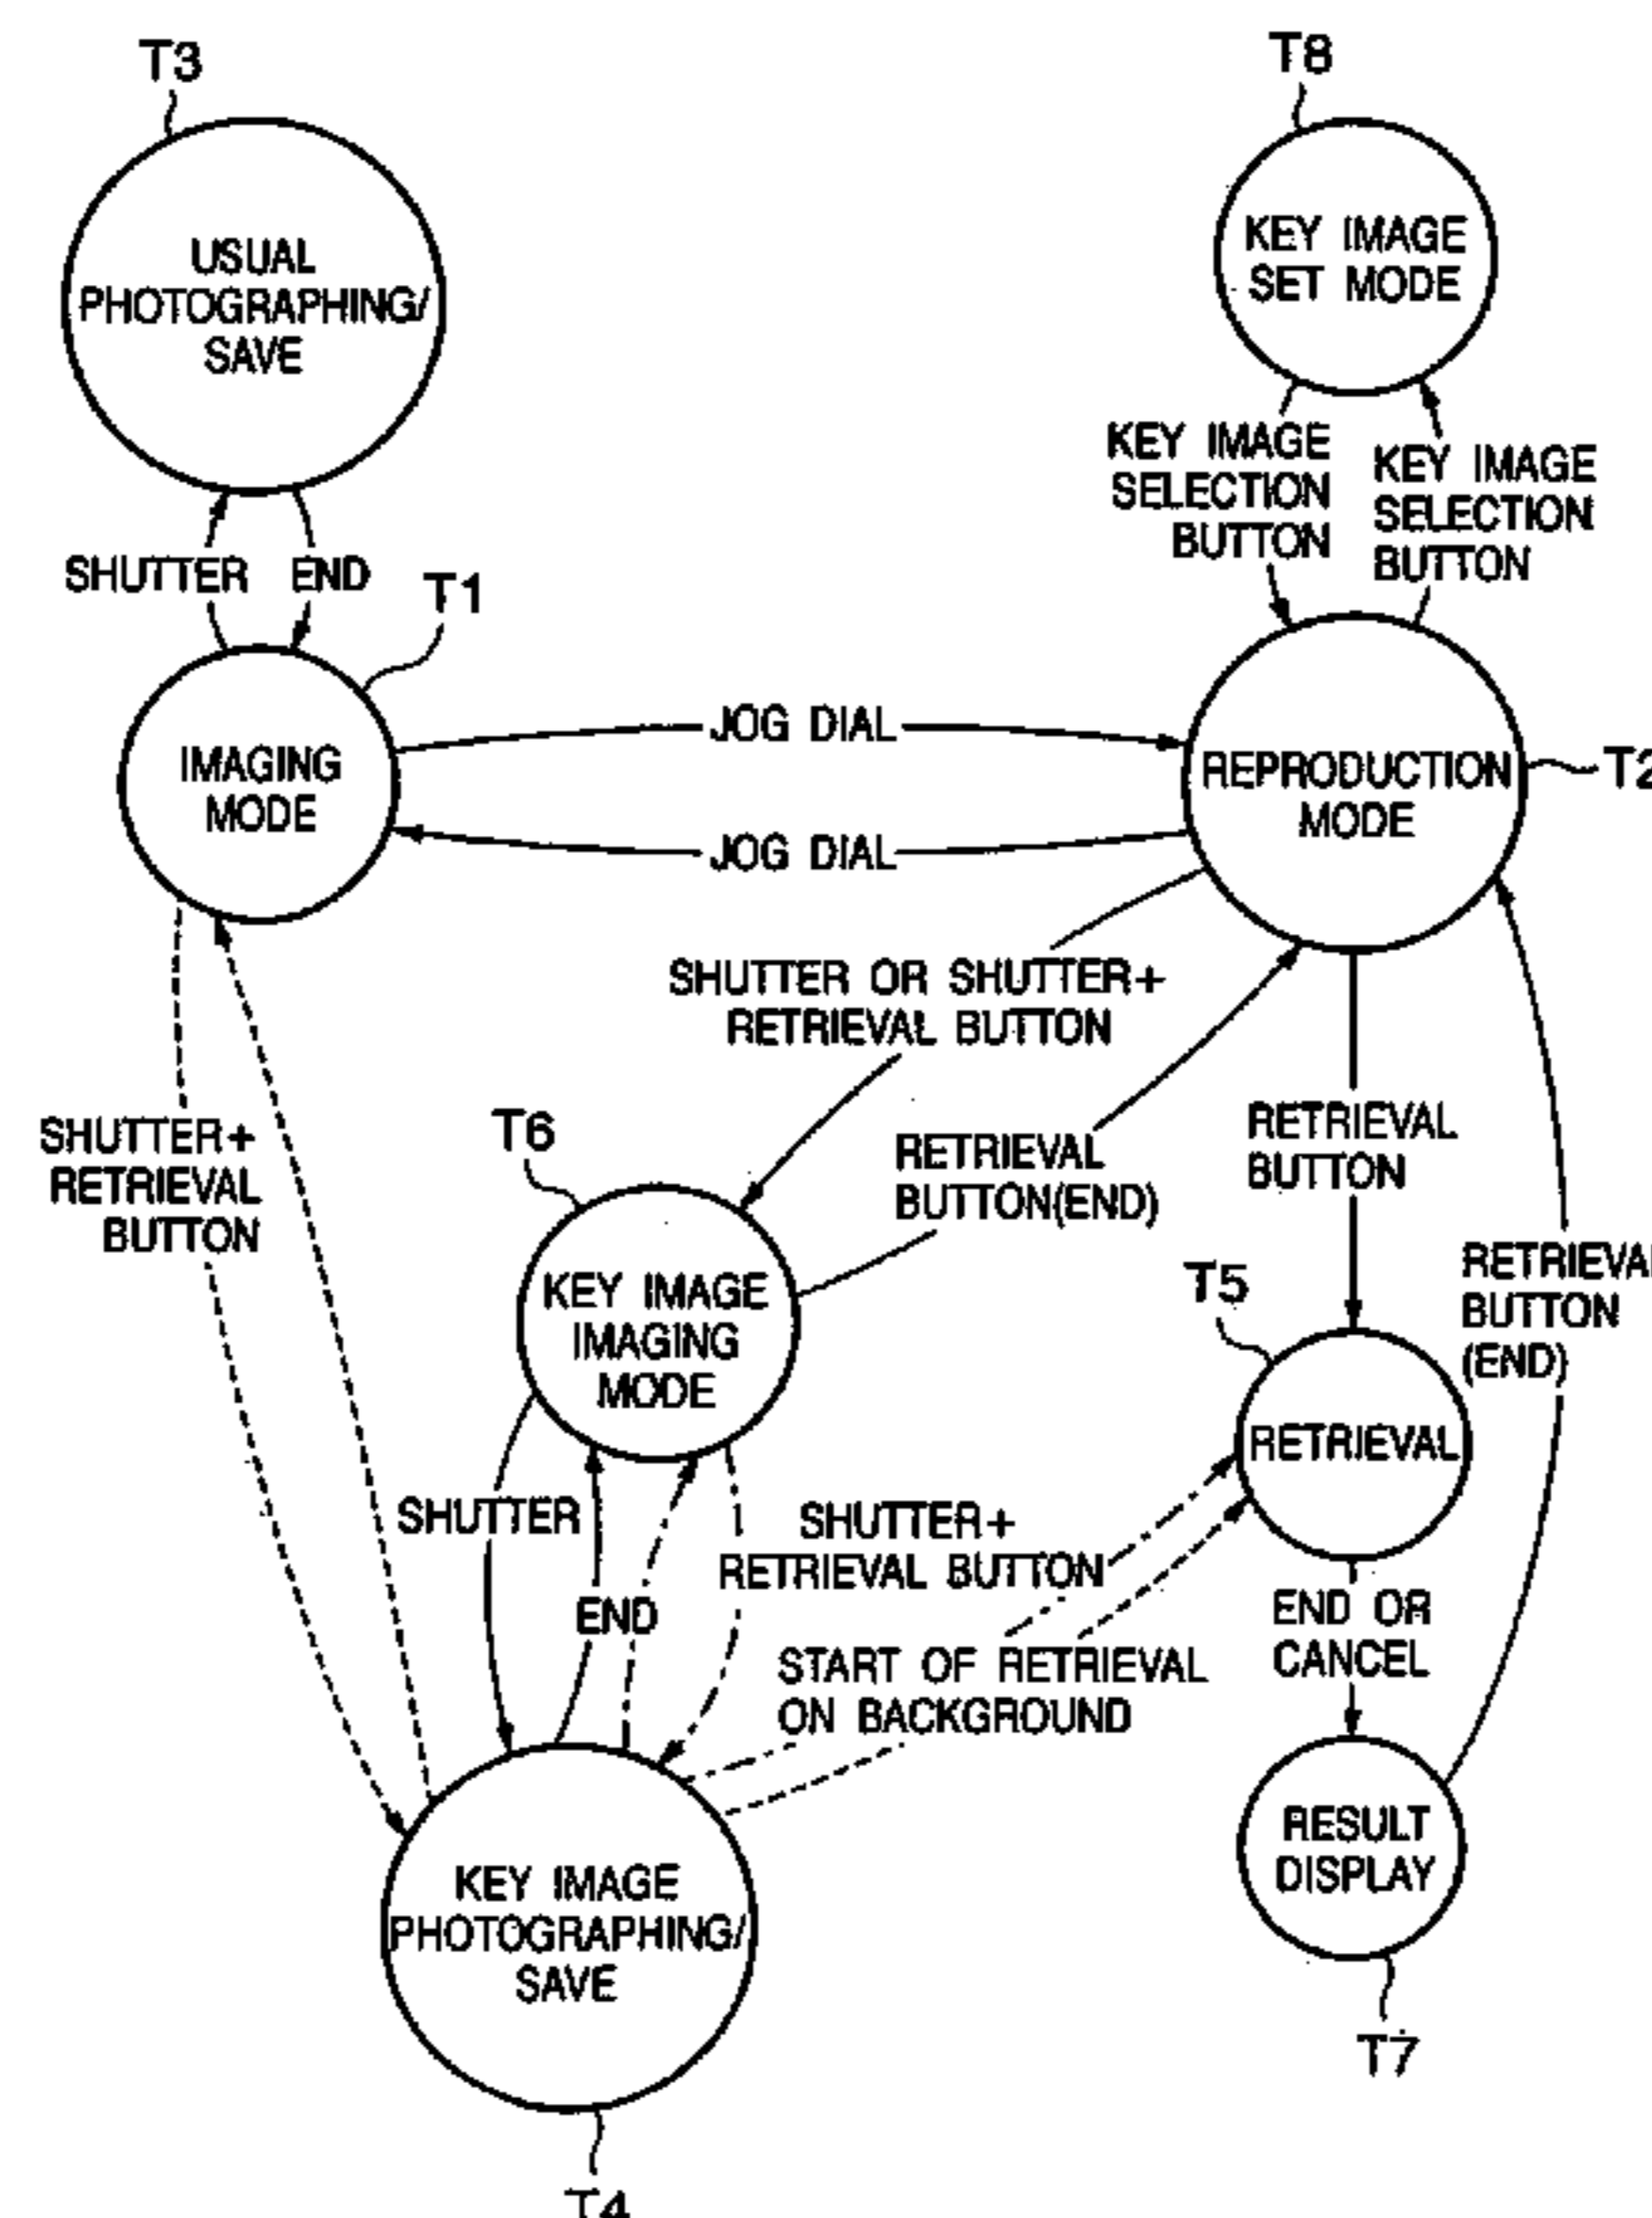 T3
T8
USUAL
PHOTOGRAPHING/
SAVE
KEY IMAGE
SET MODE
KEY IMAGE
SELECTION
BUTTON
KEY IMAGE
SELECTION
BUTTON
SHUTTER
END
T1
JOG DIAL
IMAGING
MODE
REPRODUCTION
MODE
T2
JOG DIAL
SHUTTER OR SHUTTER+
RETRIEVAL BUTTON
SHUTTER+
RETRIEVAL
BUTTON
T6
RETRIEVAL
BUTTON(END)
RETRIEVAL
BUTTON
RETRIEVAL
BUTTON
(END)
T5
KEY IMAGE
IMAGING
MODE
RETRIEVAL
SHUTTER
SHUTTER+
RETRIEVAL BUTTON
END
END OR
CANCEL
START OF RETRIEVAL
ON BACKGROUND
RESULT
DISPLAY
KEY IMAGE
PHOTOGRAPHING/
SAVE
T7
T4